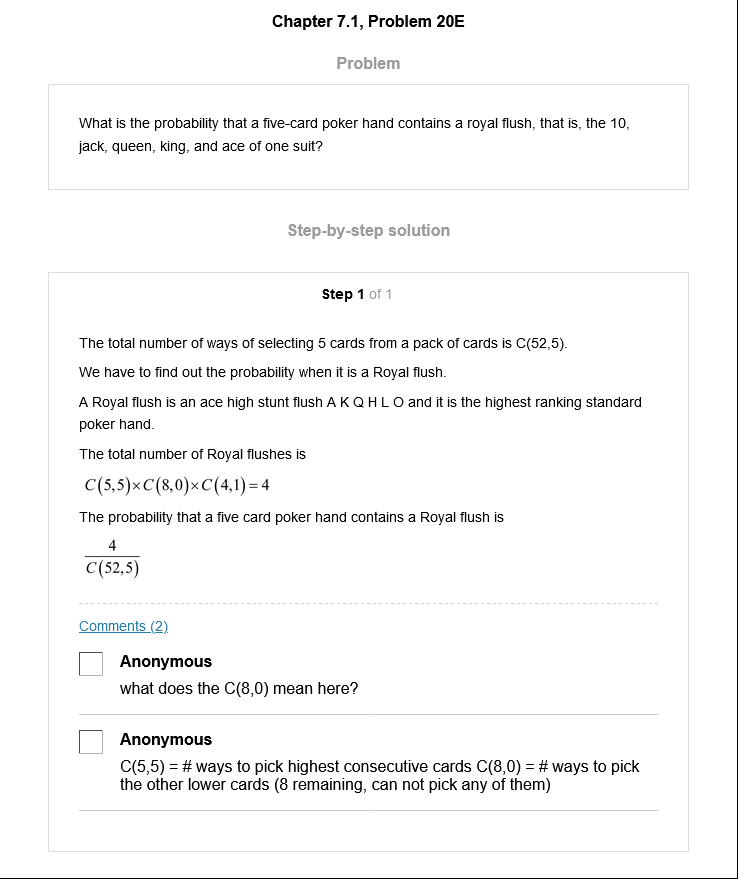 Chapter 7.1, Problem 20E
Problem
What is the probability that a five-card poker hand contains a royal flush, that is, the 10,
jack, queen, king, and ace of one suit?
Step-by-step solution
Step 1 of 1
The total number of ways of selecting 5 cards from a pack of cards is C(52,5).
We have to find out the probability when it is a Royal flush.
A Royal flush is an ace high stunt flush A K Q H L O and it is the highest ranking standard
poker hand.
The total number of Royal flushes is
C(5,5)×C(8,0)×C(4,1)=4
The probability that a five card poker hand contains a Royal flush is
4
C(52,5)
Comments (2)
Anonymous
what does the C(8,0) mean here?
Anonymous
C(5,5) = # ways to pick highest consecutive cards C(8,0) = # ways to pick
the other lower cards (8 remaining, can not pick any of them)